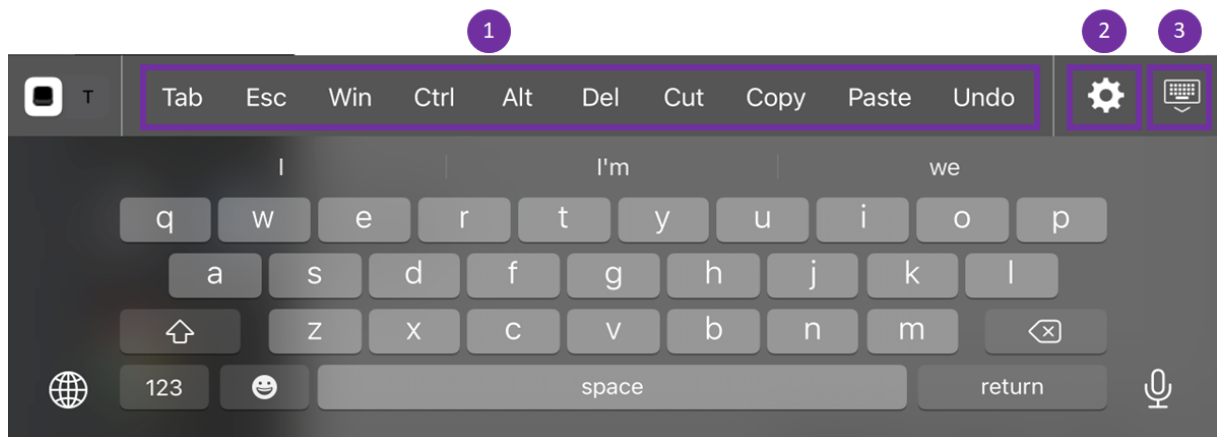 1 2 3
T Tab Esc Win Ctrl Alt Del Cut Copy Paste Undo
I I'm we
q w e r t y u i o p
a s d f g h j k l
z x c v b n m
123 space return